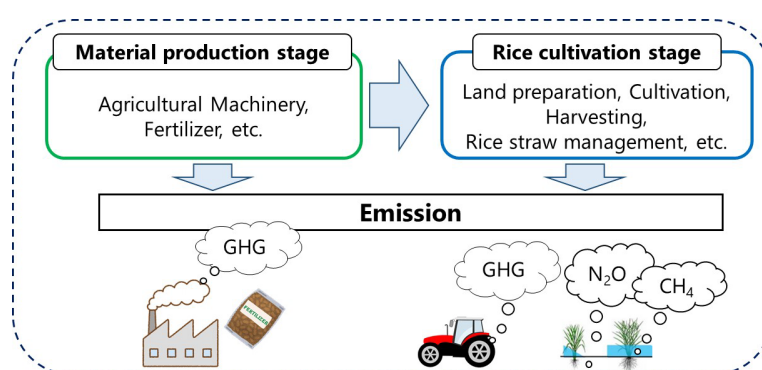 Material production stage
Agricultural Machinery,
Fertilizer, etc.
Rice cultivation stage
Land preparation, Cultivation,
Harvesting,
Rice straw management, etc.
Emission
GHG
FERTILIZER
GHG
N₂O
CH₄